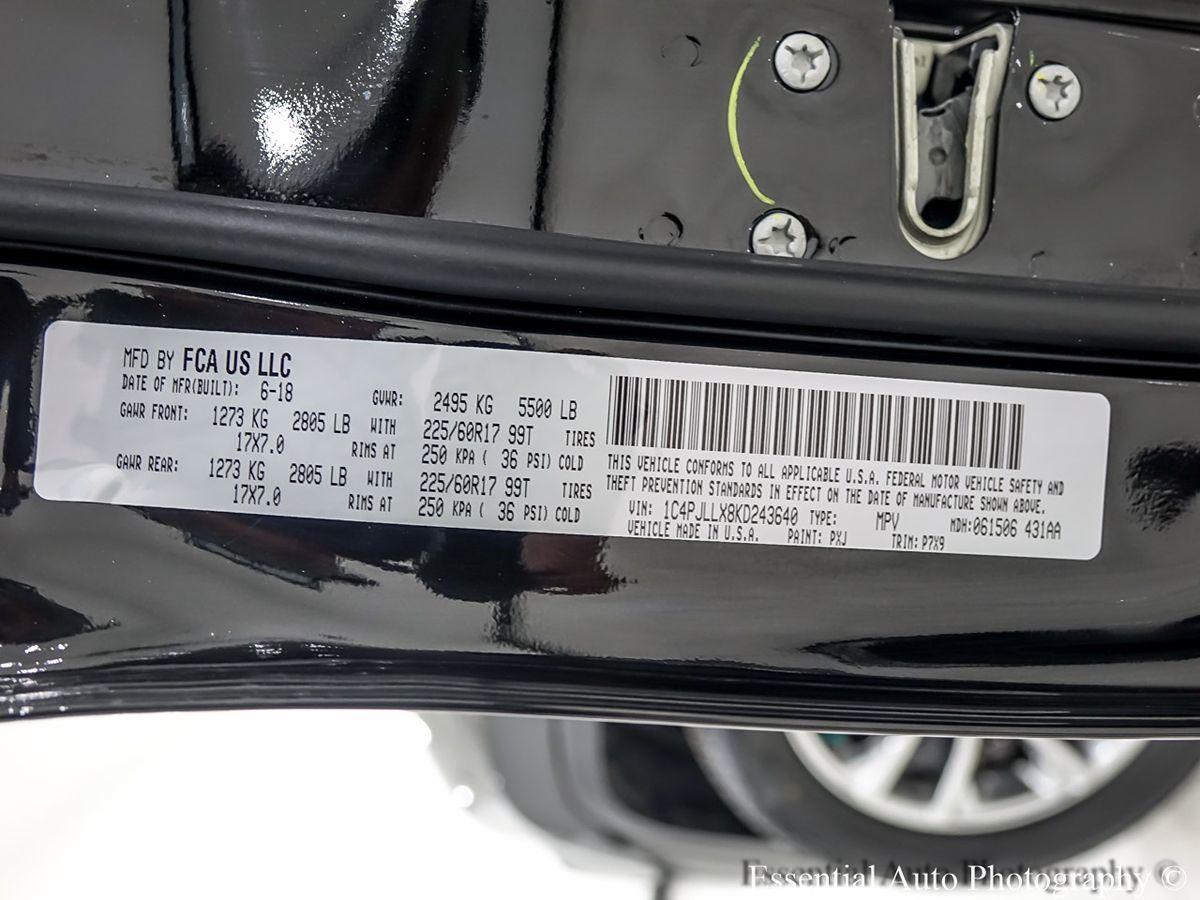 MFD BY FCA US LLC
DATE OF MFR(BUILT): 6-18 GVWR: 2495 KG 5500 LB
GAWR FRONT: 1273 KG 2805 LB WITH 225/60R17 99T TIRES
17X7.0 RIMS AT 250 KPA ( 36 PSI) COLD
GAWR REAR: 1273 KG 2805 LB WITH 225/60R17 99T TIRES
17X7.0 RIMS AT 250 KPA ( 36 PSI) COLD
THIS VEHICLE CONFORMS TO ALL APPLICABLE U.S.A. FEDERAL MOTOR VEHICLE SAFETY AND
THEFT PREVENTION STANDARDS IN EFFECT ON THE DATE OF MANUFACTURE SHOWN ABOVE.
VIN: 1C4PJLLX8KD243640 TYPE: MPV MDH:061506 431AA
VEHICLE MADE IN U.S.A. PAINT: PXJ TRIM: P7X9
Essential Auto Photography ©